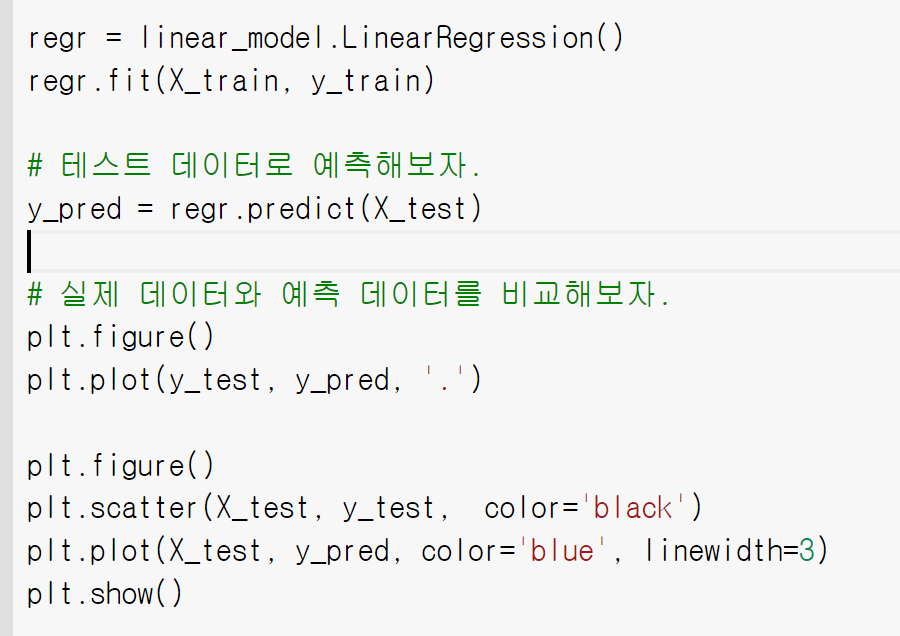 regr = linear_model.LinearRegression()
regr.fit(X_train, y_train)
# 테스트 데이터로 예측해보자.
y_pred = regr.predict(X_test)
# 실제 데이터와 예측 데이터를 비교해보자.
plt.figure()
plt.plot(y_test, y_pred, '.')
plt.figure()
plt.scatter(X_test, y_test,  color='black')
plt.plot(X_test, y_pred, color='blue', linewidth=3)
plt.show()